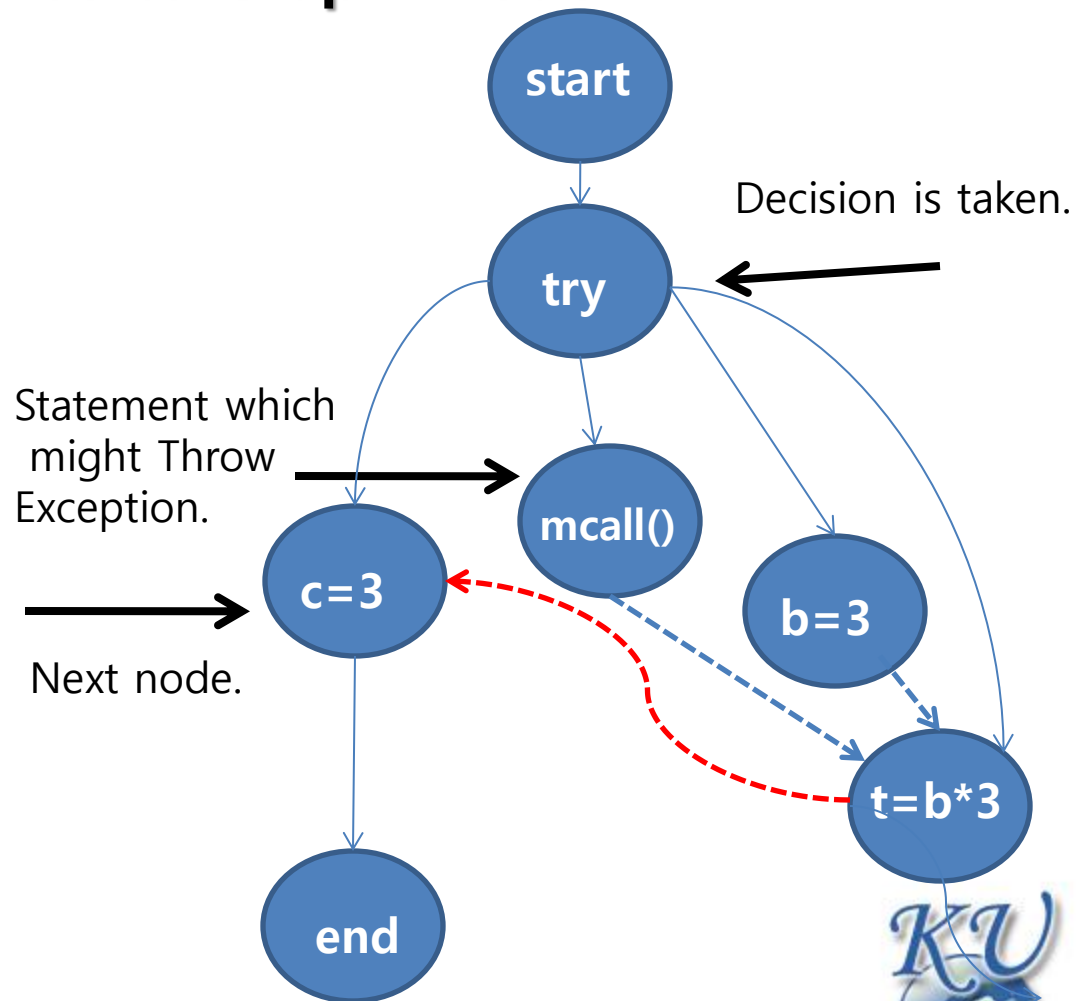 start
Decision is taken.
try
Statement which
might Throw
Exception.
mcall()
c=3
b=3
Next node.
t=b*3
end
KU